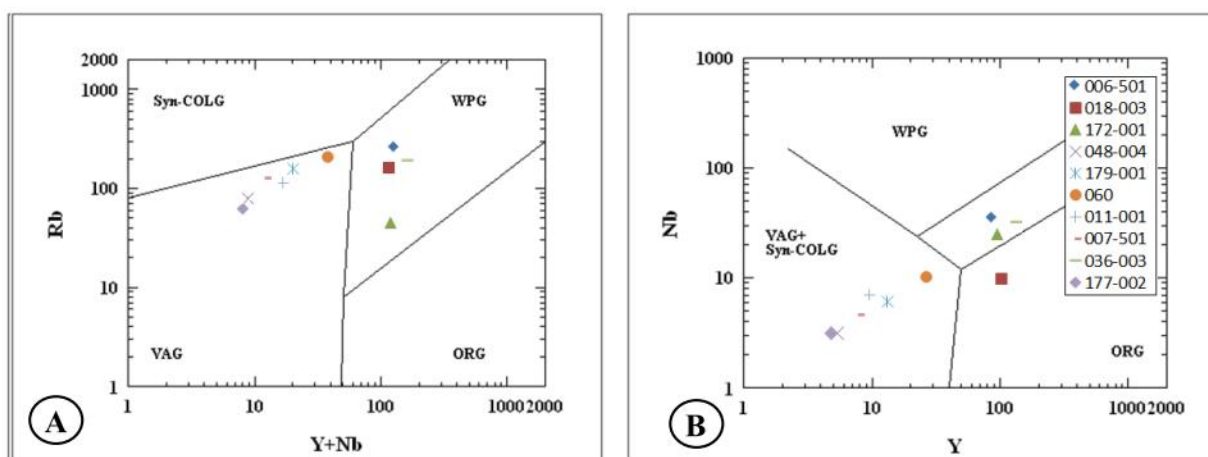 2000
1000
Syn-COLG
WPG
100
Rb
10
VAG
ORG
1
1
10
100
1000 2000
A
Y+Nb
1000
006-501
018-003
WPG
172-001
048-004
100
179-001
060
Nb
011-001
VAG+
Syn-COLG
007-501
10
036-003
177-002
ORG
1
1
10
100
1000 2000
B
Y